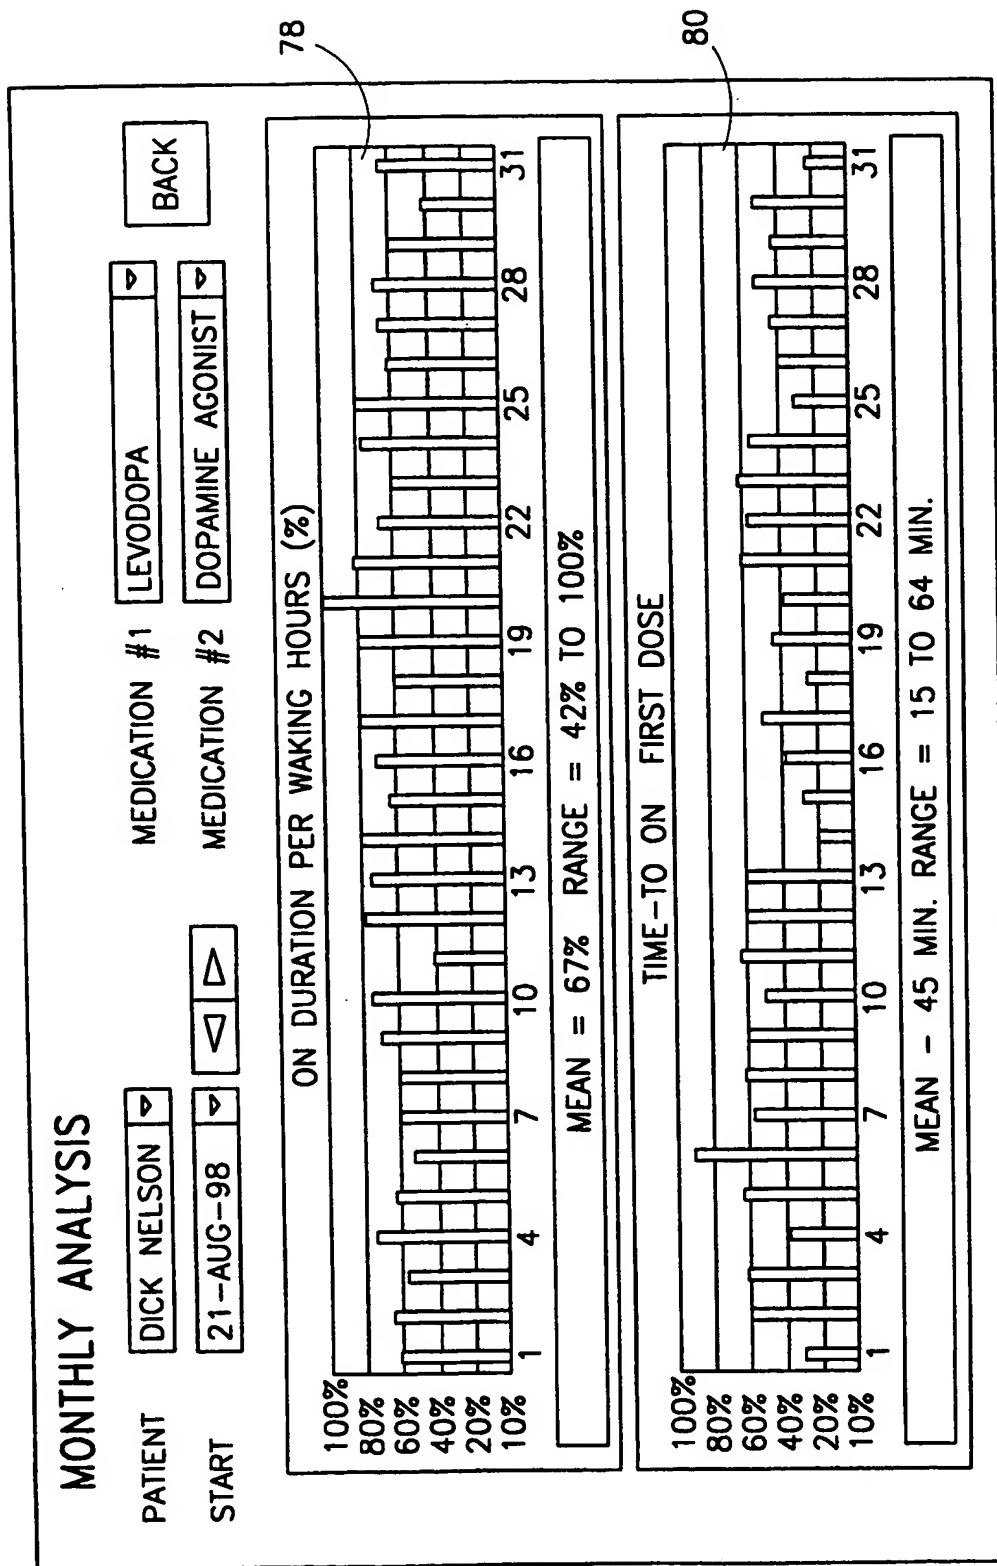 MONTHLY ANALYSIS
PATIENT DICK NELSON MEDICATION #1 LEVODOPA BACK
START 21-AUG-98 MEDICATION #2 DOPAMINE AGONIST
ON DURATION PER WAKING HOURS (%)
78
100%
80%
60%
40%
20%
10%
1 4 7 10 13 16 19 22 25 28 31
MEAN = 67% RANGE = 42% TO 100%
TIME-TO ON FIRST DOSE
80
100%
80%
60%
40%
20%
10%
1 4 7 10 13 16 19 22 25 28 31
MEAN - 45 MIN. RANGE = 15 TO 64 MIN.